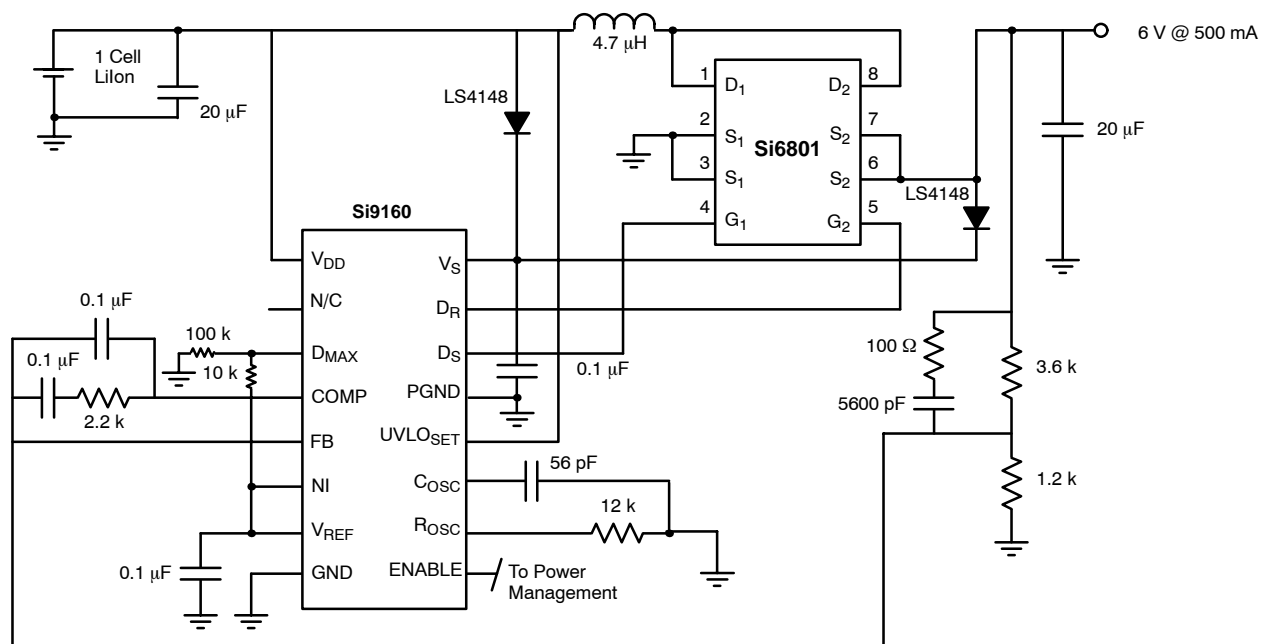 1 Cell
LiIon
20 μF
4.7 μH
LS4148
6 V @ 500 mA
20 μF
1
D1
D2
8
2
S1
S2
7
Si6801
3
S1
S2
6
4
G1
G2
5
LS4148
Si9160
VDD
VS
N/C
DR
DMAX
DS
COMP
PGND
FB
UVLOSET
NI
COSC
VREF
ROSC
GND
ENABLE
0.1 μF
0.1 μF
2.2 k
100 k
10 k
0.1 μF
0.1 μF
56 pF
12 k
To Power
Management
100 Ω
5600 pF
3.6 k
1.2 k